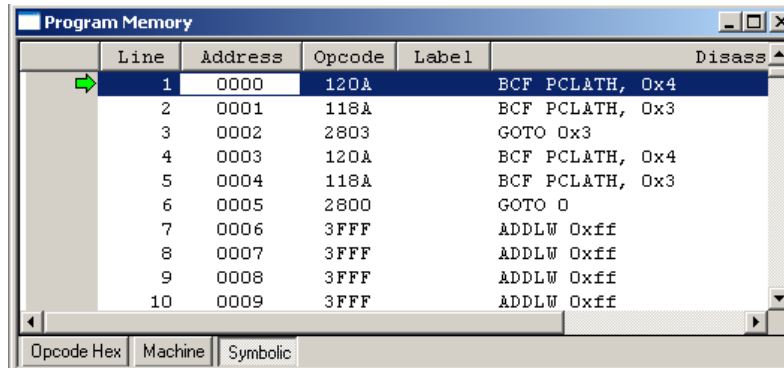 Program Memory
Line Address Opcode Label Disass
1 0000 120A BCF PCLATH, 0x4
2 0001 118A BCF PCLATH, 0x3
3 0002 2803 GOTO 0x3
4 0003 120A BCF PCLATH, 0x4
5 0004 118A BCF PCLATH, 0x3
6 0005 2800 GOTO 0
7 0006 3FFF ADDLW 0xff
8 0007 3FFF ADDLW 0xff
9 0008 3FFF ADDLW 0xff
10 0009 3FFF ADDLW 0xff
Opcode Hex Machine Symbolic